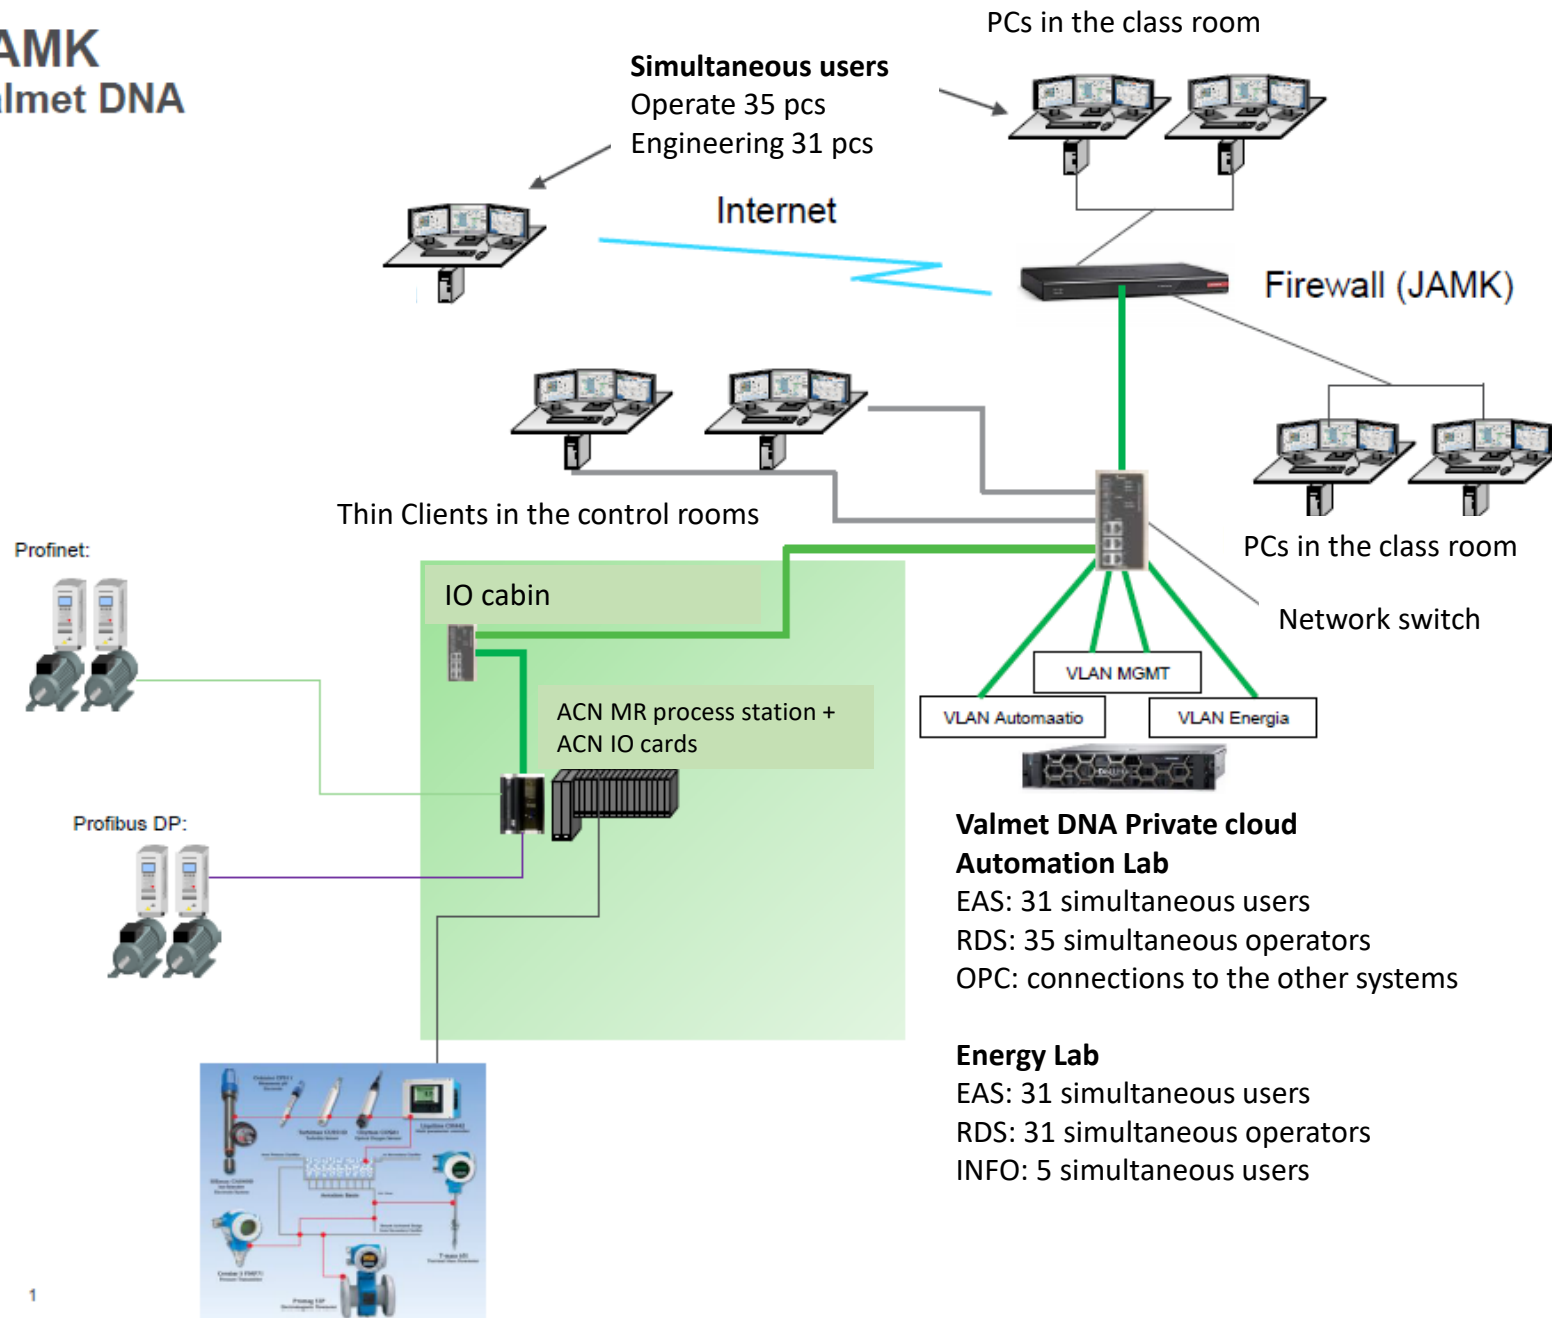 AMK
almet DNA
PCs in the class room
Simultaneous users
Operate 35 pcs
Engineering 31 pcs
Internet
Firewall (JAMK)
Thin Clients in the control rooms
PCs in the class room
Network switch
Profinet:
IO cabin
VLAN MGMT
VLAN Automaatio
VLAN Energia
ACN MR process station +
ACN IO cards
Profibus DP:
Valmet DNA Private cloud
Automation Lab
EAS: 31 simultaneous users
RDS: 35 simultaneous operators
OPC: connections to the other systems
Energy Lab
EAS: 31 simultaneous users
RDS: 31 simultaneous operators
INFO: 5 simultaneous users
1